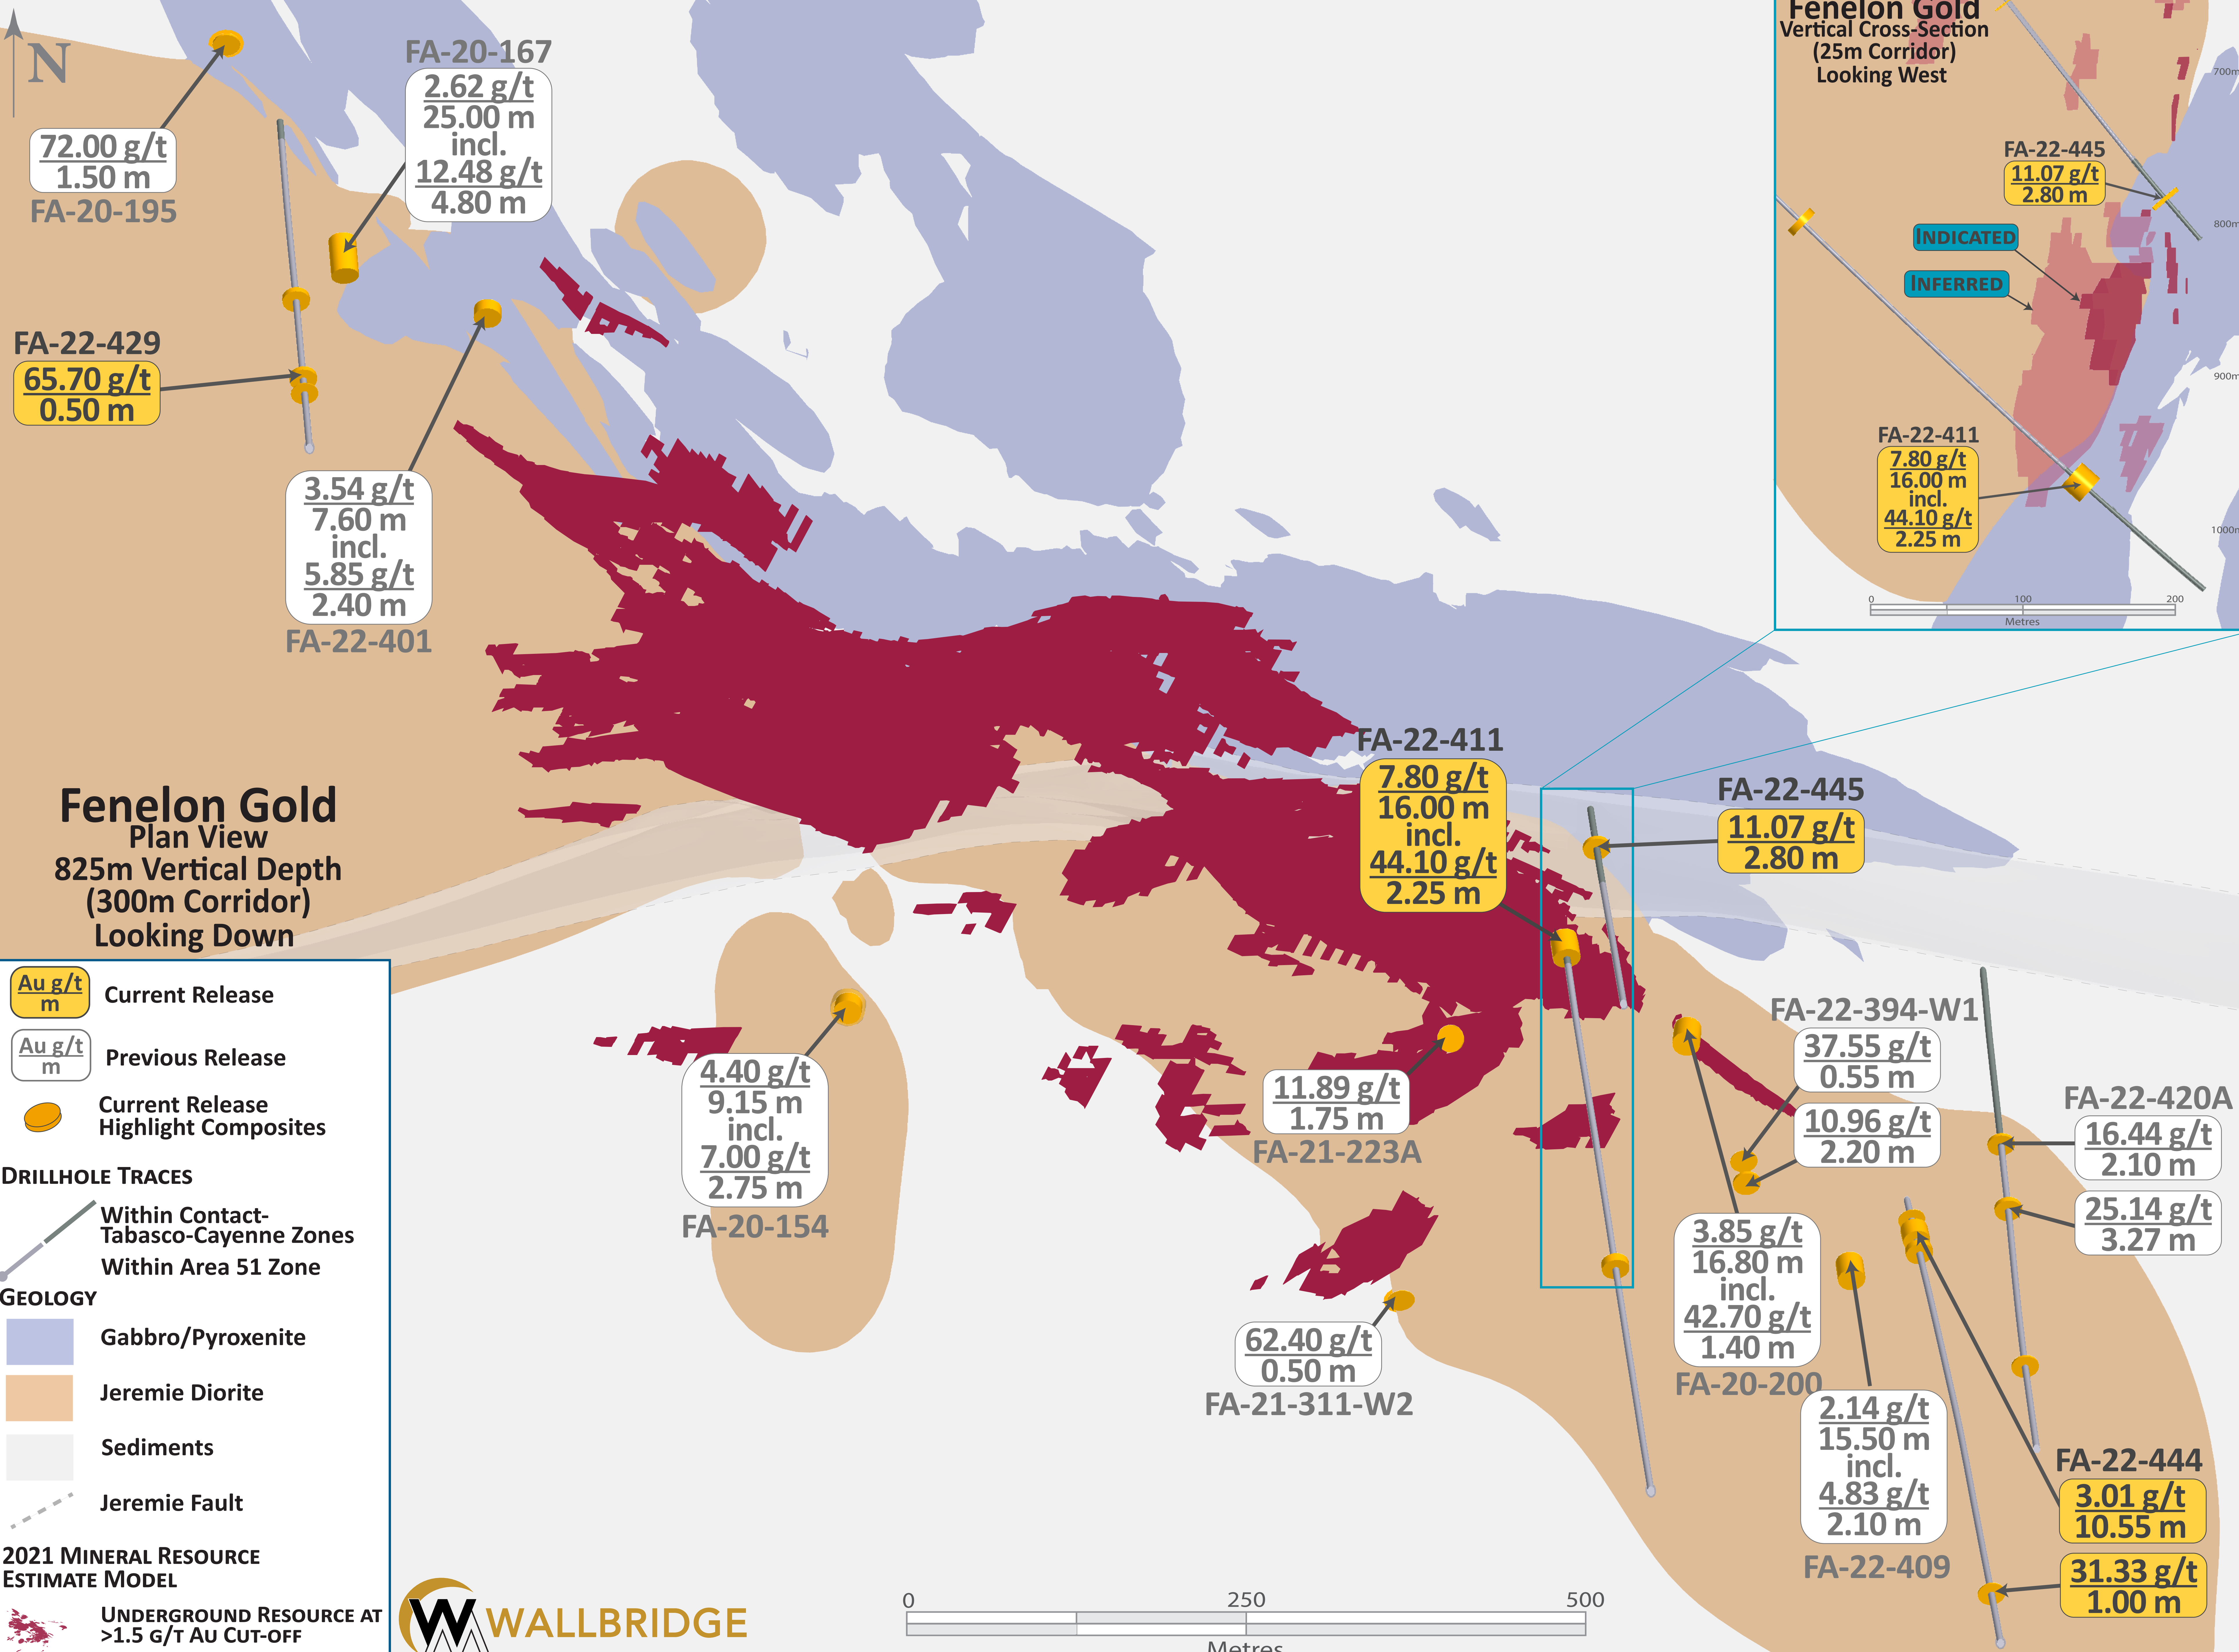 N
FA-20-167
2.62 g/t
25.00 m
incl.
12.48 g/t
4.80 m
72.00 g/t
1.50 m
FA-20-195
FA-22-429
65.70 g/t
0.50 m
3.54 g/t
7.60 m
incl.
5.85 g/t
2.40 m
FA-22-401
Fenelon Gold
Vertical Cross-Section
(25m Corridor)
Looking West
700m
FA-22-445
11.07 g/t
2.80 m
800m
INDICATED
INFERRED
900m
FA-22-411
7.80 g/t
16.00 m
incl.
44.10 g/t
2.25 m
1000m
0 100 200
Metres
Fenelon Gold
Plan View
825m Vertical Depth
(300m Corridor)
Looking Down
FA-22-411
7.80 g/t
16.00 m
incl.
44.10 g/t
2.25 m
FA-22-445
11.07 g/t
2.80 m
4.40 g/t
9.15 m
incl.
7.00 g/t
2.75 m
FA-20-154
11.89 g/t
1.75 m
FA-21-223A
62.40 g/t
0.50 m
FA-21-311-W2
FA-22-394-W1
37.55 g/t
0.55 m
10.96 g/t
2.20 m
3.85 g/t
16.80 m
incl.
42.70 g/t
1.40 m
FA-20-200
FA-22-420A
16.44 g/t
2.10 m
25.14 g/t
3.27 m
2.14 g/t
15.50 m
incl.
4.83 g/t
2.10 m
FA-22-409
FA-22-444
3.01 g/t
10.55 m
31.33 g/t
1.00 m
Au g/t
m
Current Release
Au g/t
m
Previous Release
Current Release
Highlight Composites
DRILLHOLE TRACES
Within Contact-
Tabasco-Cayenne Zones
Within Area 51 Zone
GEOLOGY
Gabbro/Pyroxenite
Jeremie Diorite
Sediments
Jeremie Fault
2021 MINERAL RESOURCE
ESTIMATE MODEL
UNDERGROUND RESOURCE AT
>1.5 G/T AU CUT-OFF
WALLBRIDGE
0 250 500
Metres